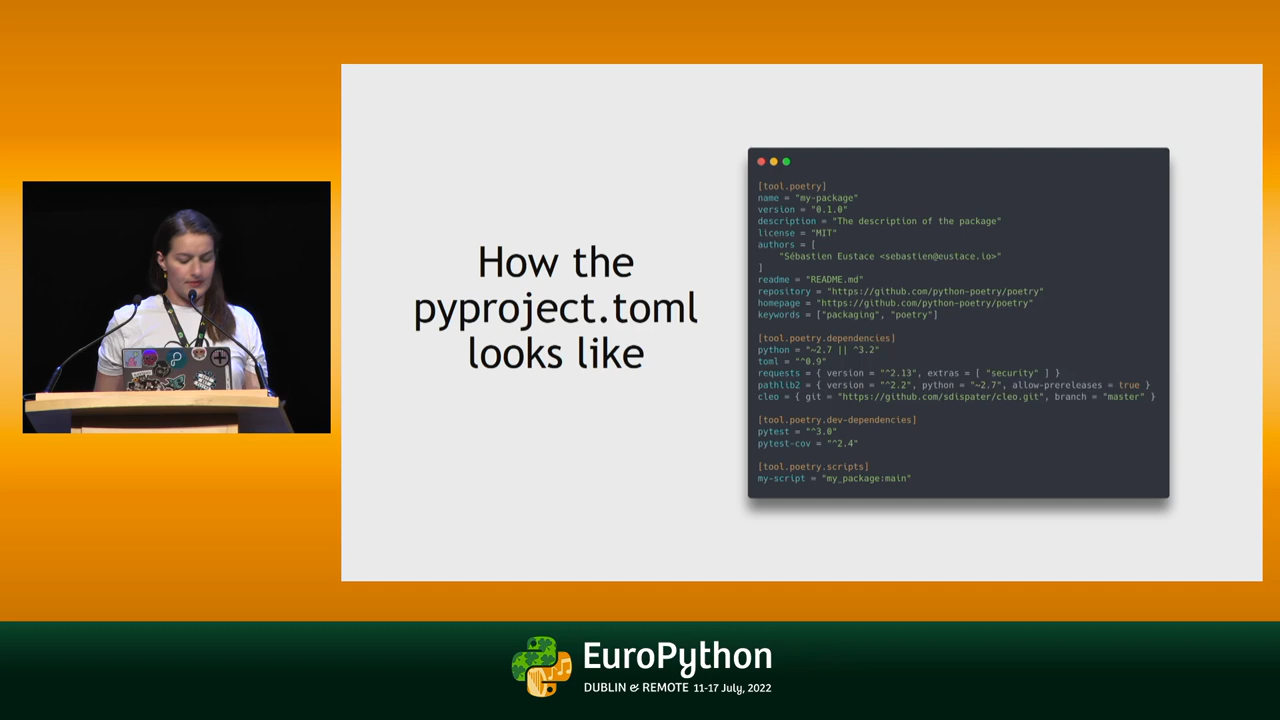 How the
pyproject.toml
looks like
[tool.poetry]
name = "my-package"
version = "0.1.0"
description = "The description of the package"
license = "MIT"
authors = [
    "Sébastien Eustace <sebastien@eustace.io>"
]
readme = "README.md"
repository = "https://github.com/python-poetry/poetry"
homepage = "https://github.com/python-poetry/poetry"
keywords = ["packaging", "poetry"]
[tool.poetry.dependencies]
python = "~2.7 || ^3.2"
toml = "^0.9"
requests = { version = "^2.13", extras = [ "security" ] }
pathlib2 = { version = "^2.2", python = "~2.7", allow-prereleases = true }
cleo = { git = "https://github.com/sdispater/cleo.git", branch = "master" }
[tool.poetry.dev-dependencies]
pytest = "^3.0"
pytest-cov = "^2.4"
[tool.poetry.scripts]
my-script = "my_package:main"
EuroPython
DUBLIN & REMOTE 11-17 July, 2022